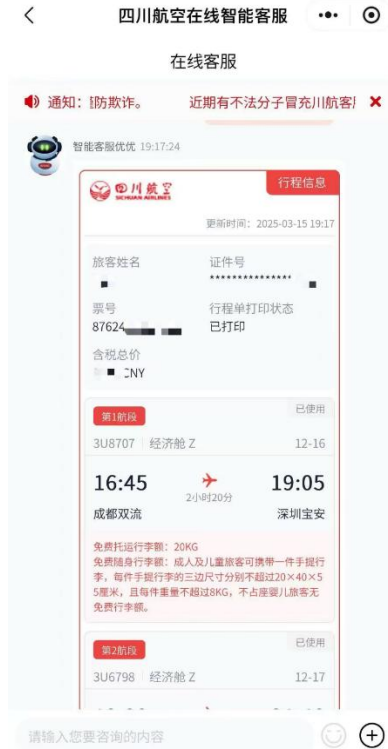 四川航空在线智能客服
在线客服
通知：谨防欺诈。 近期有不法分子冒充川航客服
智能客服优优 19:17:24
四川航空
SICHUAN AIRLINES
行程信息
更新时间：2025-03-15 19:17
旅客姓名 证件号
***************
票号 行程单打印状态
87624 已打印
含税总价
CNY
第1航段 已使用
3U8707 经济舱 Z 12-16
16:45 19:05
2小时20分
成都双流 深圳宝安
免费托运行李额：20KG
免费随身行李额：成人及儿童旅客可携带一件手提行
李，每件手提行李的三边尺寸分别不超过20×40×5
5厘米，且每件重量不超过8KG，不占座婴儿旅客无
免费行李额。
第2航段 已使用
3U6798 经济舱 Z 12-17
请输入您要咨询的内容